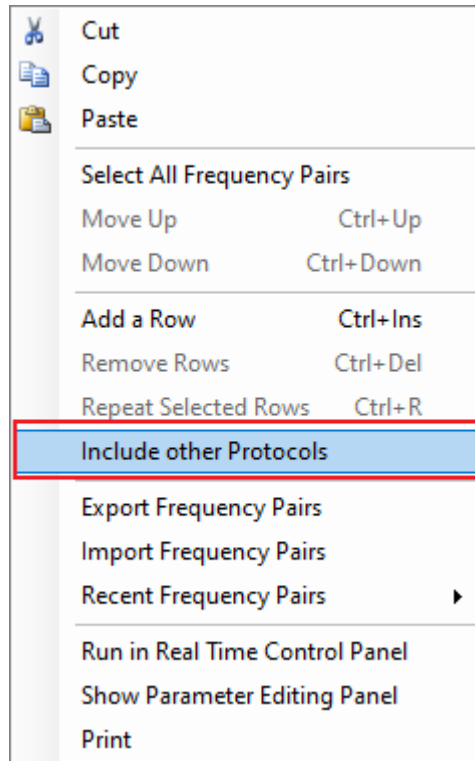 Cut
Copy
Paste
Select All Frequency Pairs
Move Up Ctrl+Up
Move Down Ctrl+Down
Add a Row Ctrl+Ins
Remove Rows Ctrl+Del
Repeat Selected Rows Ctrl+R
Include other Protocols
Export Frequency Pairs
Import Frequency Pairs
Recent Frequency Pairs
Run in Real Time Control Panel
Show Parameter Editing Panel
Print